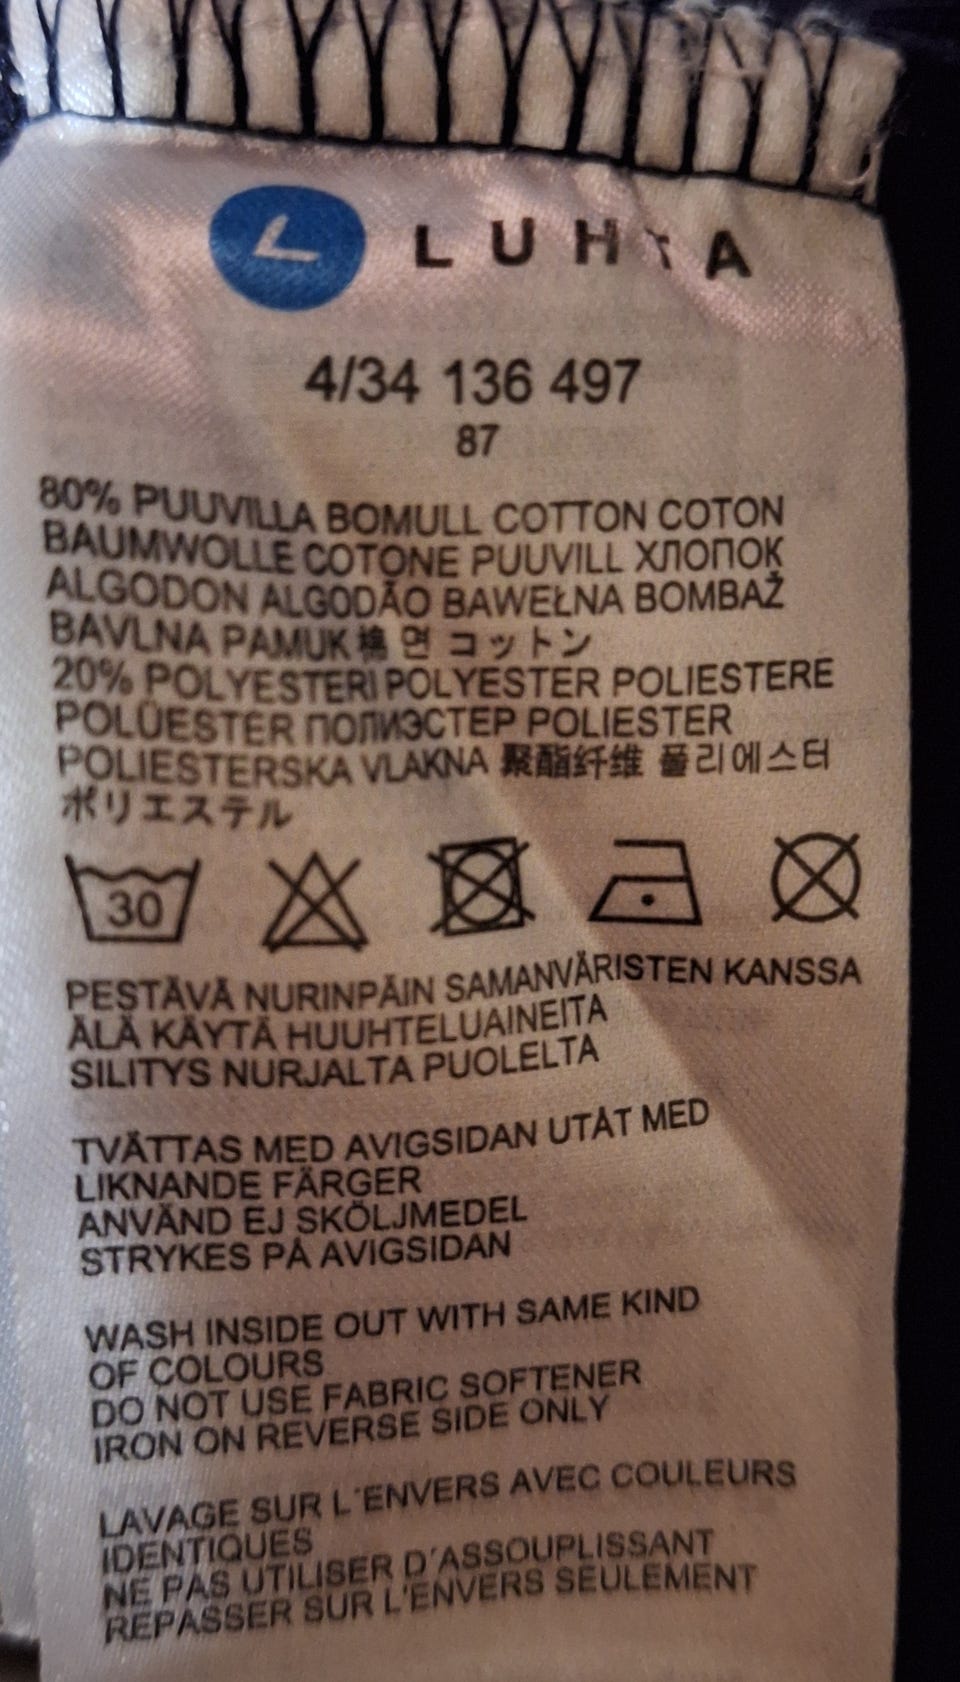 LUHTA
4/34 136 497
87
80% PUUVILLA BOMULL COTTON COTON
BAUMWOLLE COTONE PUUVILL ХЛОПОК
ALGODON ALGODÃO BAWEŁNA BOMBAŽ
BAVLNA PAMUK 棉 면 コットン
20% POLYESTERI POLYESTER POLIESTERE
POLÜESTER ПОЛИЭСТЕР POLIESTER
POLIESTERSKA VLAKNA 聚酯纤维 폴리에스터
ポリエステル
30
PESTÄVÄ NURINPÄIN SAMANVÄRISTEN KANSSA
ÄLÄ KÄYTÄ HUUHTELUAINEITA
SILITYS NURJALTA PUOLELTA
TVÄTTAS MED AVIGSIDAN UTÅT MED
LIKNANDE FÄRGER
ANVÄND EJ SKÖLJMEDEL
STRYKES PÅ AVIGSIDAN
WASH INSIDE OUT WITH SAME KIND
OF COLOURS
DO NOT USE FABRIC SOFTENER
IRON ON REVERSE SIDE ONLY
LAVAGE SUR L'ENVERS AVEC COULEURS
IDENTIQUES
NE PAS UTILISER D'ASSOUPLISSANT
REPASSER SUR L'ENVERS SEULEMENT